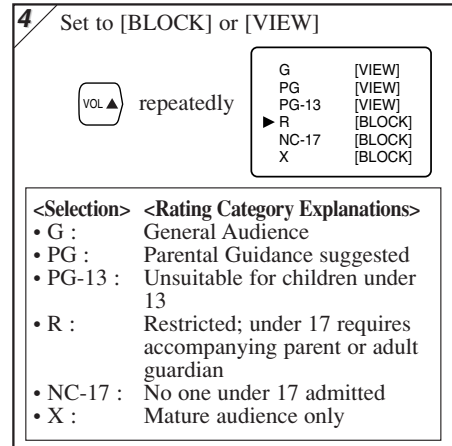 4 Set to [BLOCK] or [VIEW]
VOL ▲ repeatedly
G [VIEW]
PG [VIEW]
PG-13 [VIEW]
▶ R [BLOCK]
NC-17 [BLOCK]
X [BLOCK]
<Selection> <Rating Category Explanations>
• G : General Audience
• PG : Parental Guidance suggested
• PG-13 : Unsuitable for children under
13
• R : Restricted; under 17 requires
accompanying parent or adult
guardian
• NC-17 : No one under 17 admitted
• X : Mature audience only